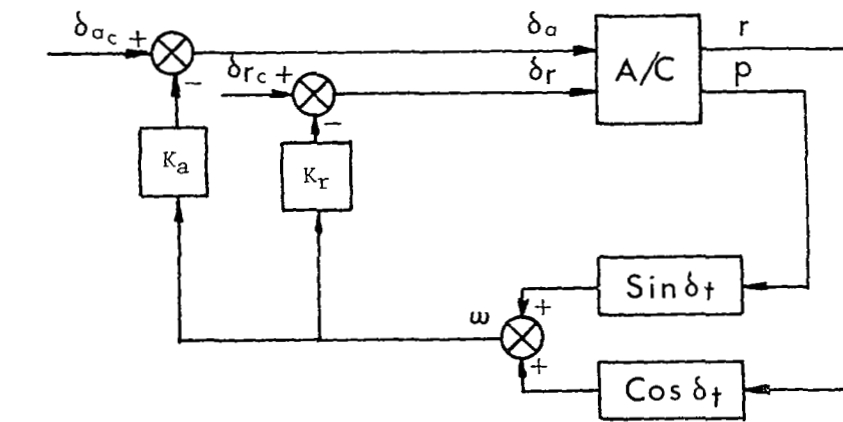 δac + δa r
A/C
− δrc + δr p
−
Ka Kr
Sin δt
ω +
+
Cos δt